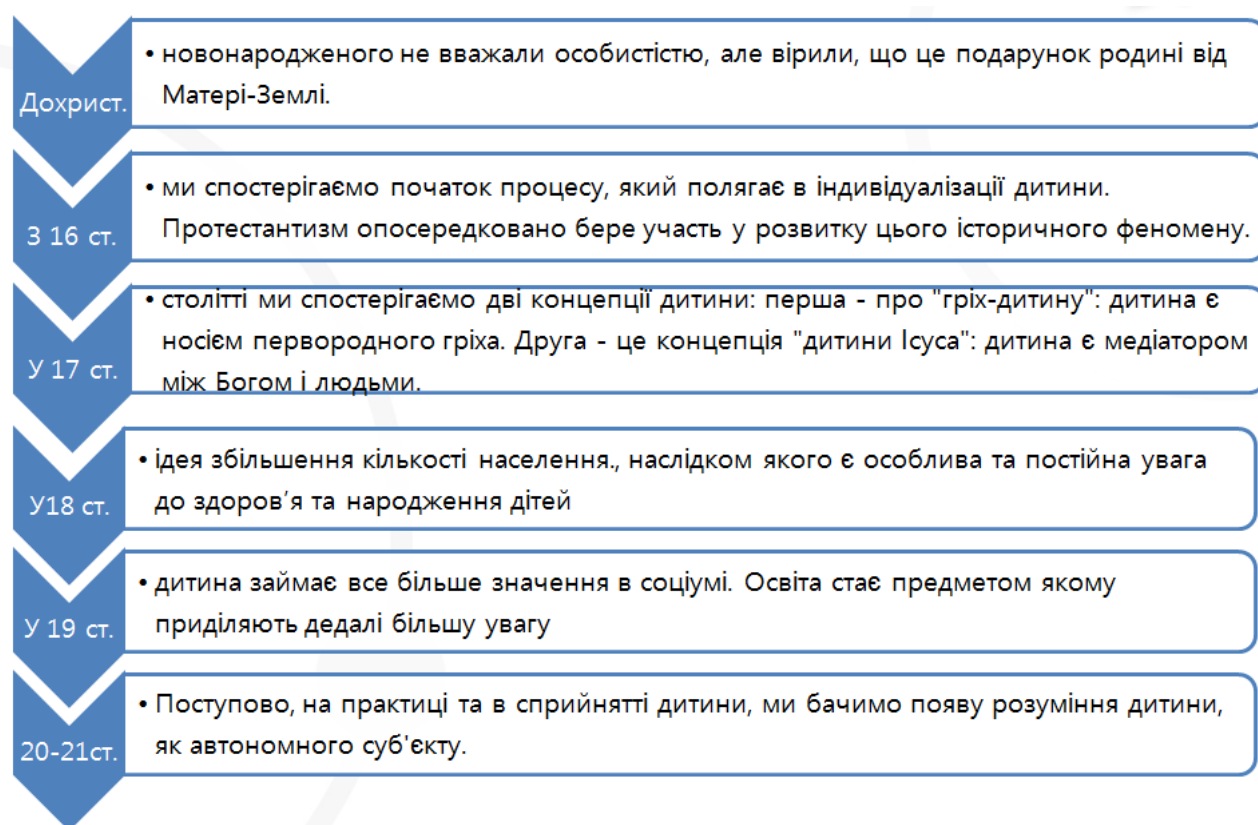 Дохрист.
• новонародженого не вважали особистістю, але вірили, що це подарунок родині від
Матері-Землі.
З 16 ст.
• ми спостерігаємо початок процесу, який полягає в індивідуалізації дитини.
Протестантизм опосередковано бере участь у розвитку цього історичного феномену.
У 17 ст.
• столітті ми спостерігаємо дві концепції дитини: перша - про "гріх-дитину": дитина є
носієм первородного гріха. Друга - це концепція "дитини Ісуса": дитина є медіатором
між Богом і людьми.
У18 ст.
• ідея збільшення кількості населення., наслідком якого є особлива та постійна увага
до здоров’я та народження дітей
У 19 ст.
• дитина займає все більше значення в соціумі. Освіта стає предметом якому
приділяють дедалі більшу увагу
20-21ст.
• Поступово, на практиці та в сприйнятті дитини, ми бачимо появу розуміння дитини,
як автономного суб'єкту.